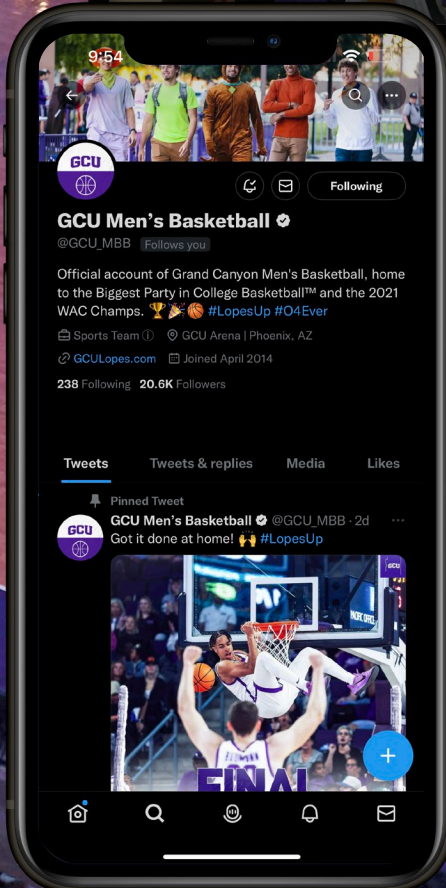 9:54
GCU
Following
GCU Men's Basketball
@GCU_MBB Follows you
Official account of Grand Canyon Men's Basketball, home
to the Biggest Party in College Basketball™ and the 2021
WAC Champs. 🏆🎉🏀 #LopesUp #O4Ever
Sports Team GCU Arena | Phoenix, AZ
GCULopes.com Joined April 2014
238 Following 20.6K Followers
Tweets Tweets & replies Media Likes
Pinned Tweet
GCU Men's Basketball @GCU_MBB · 2d
GCU
Got it done at home! 🙌 #LopesUp
GCU
FINAL